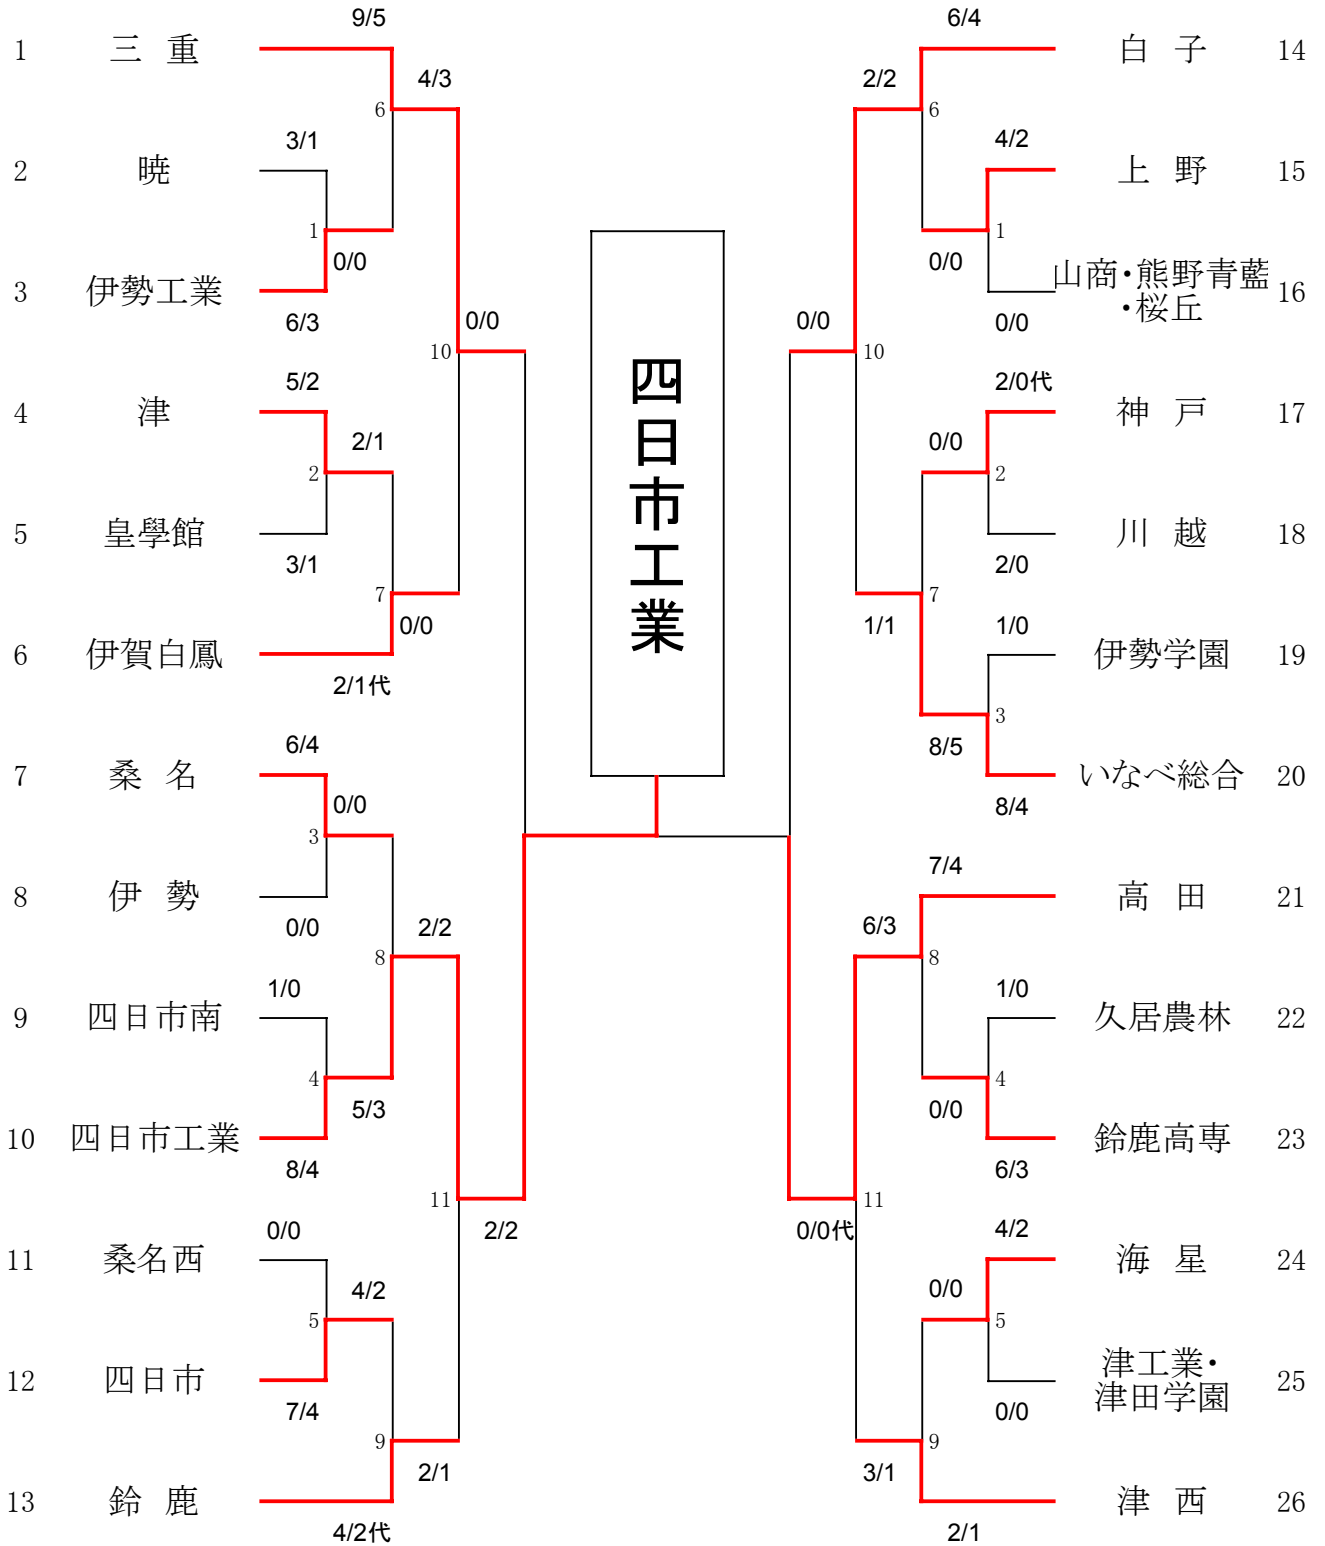 9/5
1 三 重
4/3
6
3/1
2 暁
1
0/0
3 伊勢工業
6/3
0/0
10
5/2
4 津
2/1
2
5 皇學館
3/1
7
0/0
6 伊賀白鳳
2/1代
6/4
7 桑 名
0/0
3
8 伊 勢
0/0
2/2
8
1/0
9 四日市南
4
5/3
10 四日市工業
8/4
11
2/2
0/0
11 桑名西
4/2
5
12 四日市
7/4
9
2/1
13 鈴 鹿
4/2代
四日市工業
6/4
白 子 14
2/2
6
4/2
上 野 15
1
0/0
山商・熊野青藍
・桜丘 16
0/0
0/0
10
2/0代
神 戸 17
0/0
2
川 越 18
2/0
7
1/1
1/0
伊勢学園 19
3
8/5
いなべ総合 20
8/4
7/4
高 田 21
6/3
8
1/0
久居農林 22
4
0/0
鈴鹿高専 23
6/3
11
0/0代
4/2
海 星 24
0/0
5
津工業・
津田学園 25
0/0
9
3/1
津 西 26
2/1